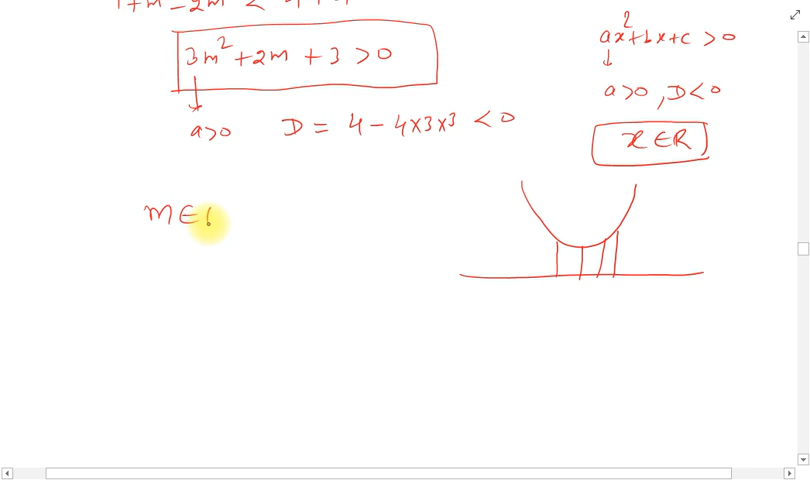 3m² + 2m + 3 > 0
ax² + bx + c > 0
a > 0 D = 4 - 4×3×3 < 0
a > 0, D < 0
x ∈ R
m ∈ (